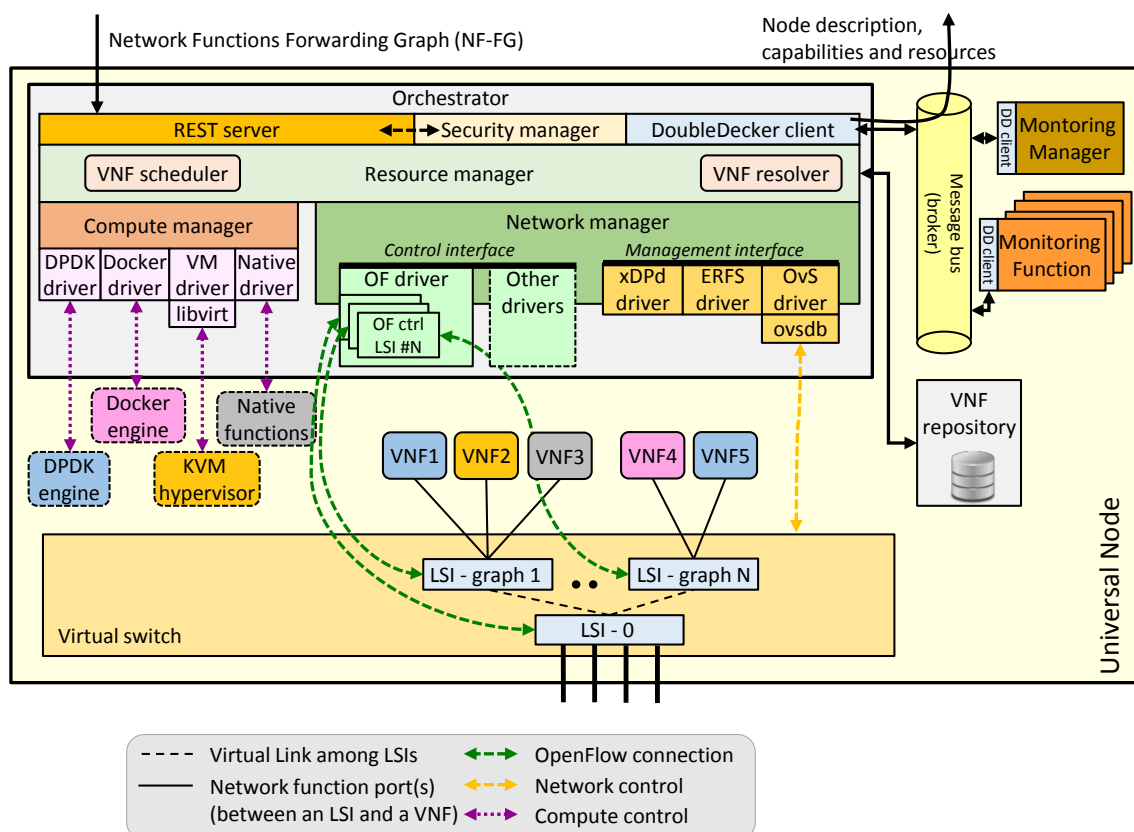 Network Functions Forwarding Graph (NF-FG)
Node description,
capabilities and resources
Orchestrator
REST server
Security manager
DoubleDecker client
VNF scheduler
Resource manager
VNF resolver
Compute manager
Network manager
Control interface
Management interface
DPDK
driver
Docker
driver
VM
driver
libvirt
Native
driver
OF driver
OF ctrl
LSI #N
Other
drivers
xDPd
driver
ERFS
driver
OvS
driver
ovsdb
Message bus
(broker)
DD client
Montoring
Manager
DD client
Monitoring
Function
Docker
engine
Native
functions
DPDK
engine
KVM
hypervisor
VNF
repository
VNF1
VNF2
VNF3
VNF4
VNF5
LSI - graph 1
LSI - graph N
LSI - 0
Virtual switch
Universal Node
Virtual Link among LSIs
Network function port(s)
(between an LSI and a VNF)
OpenFlow connection
Network control
Compute control